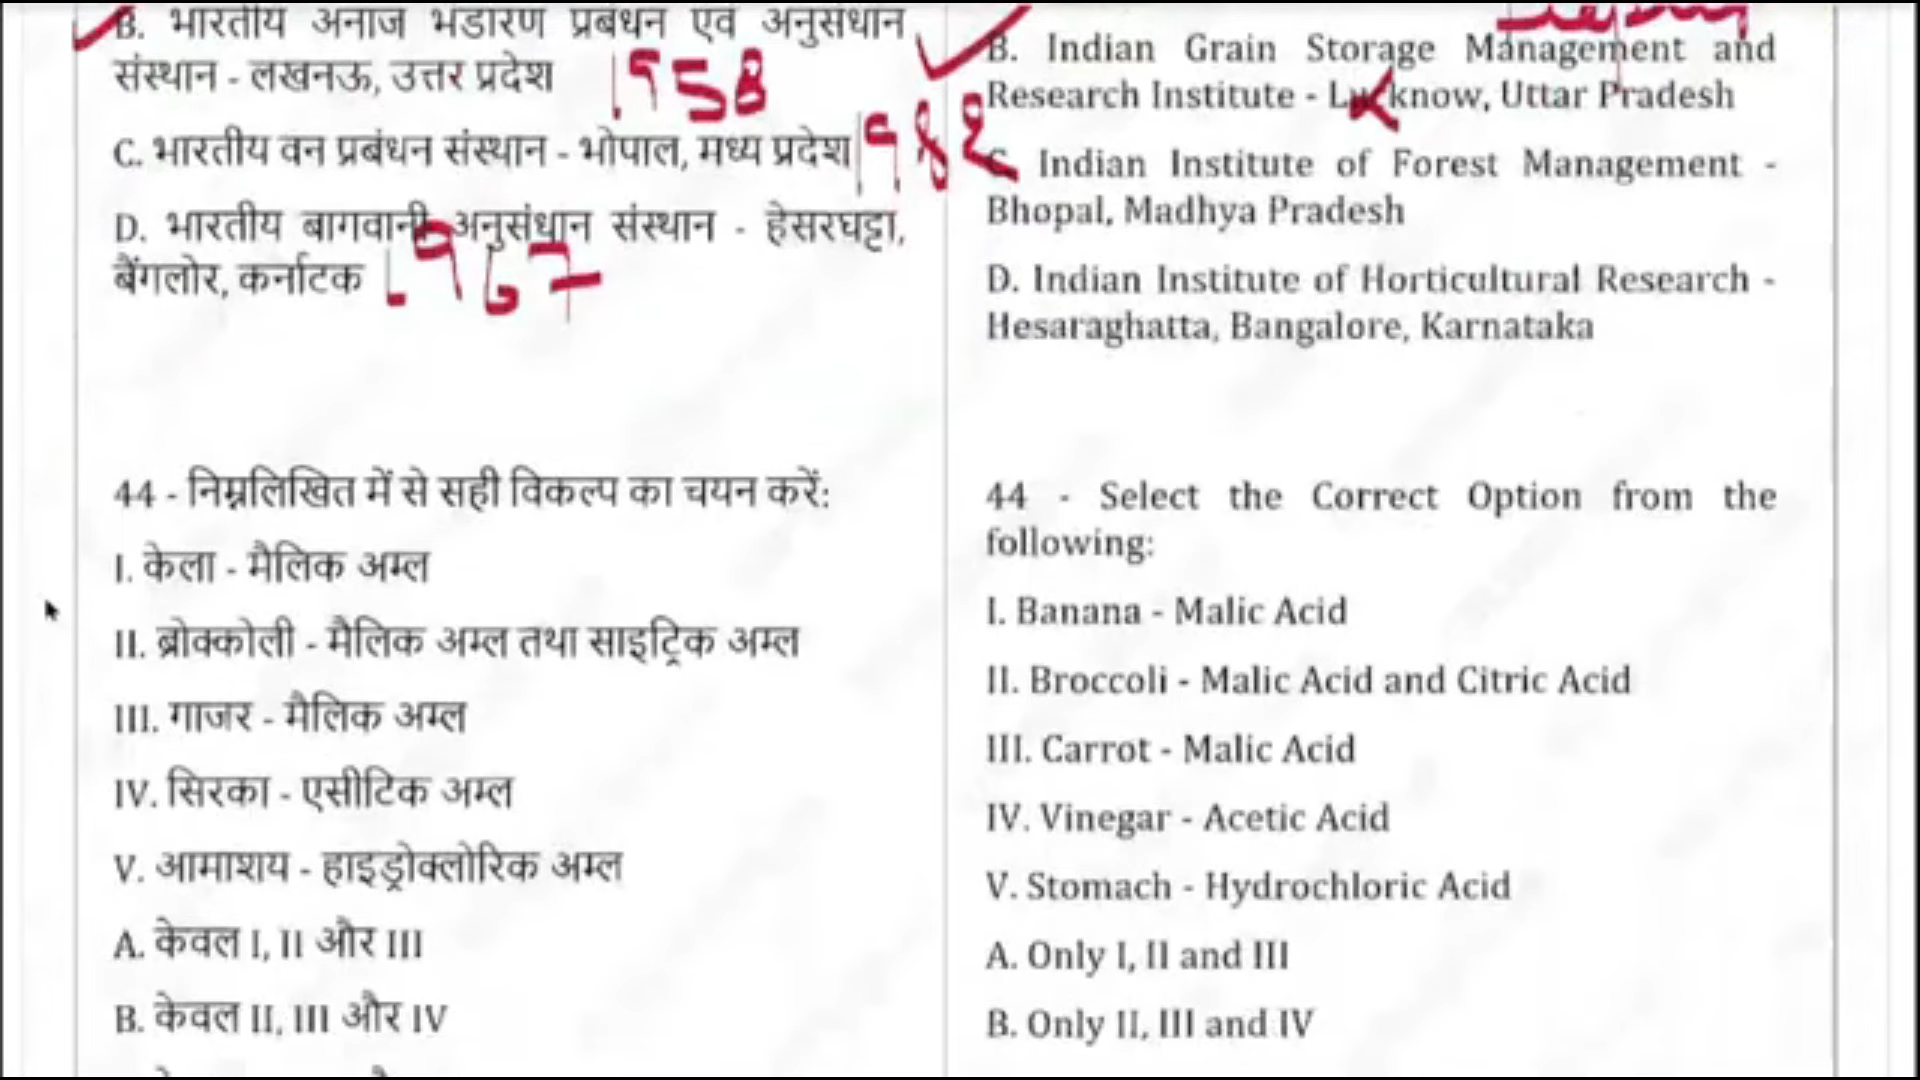 B. भारतीय अनाज भंडारण प्रबंधन एवं अनुसंधान
संस्थान - लखनऊ, उत्तर प्रदेश 1958
C. भारतीय वन प्रबंधन संस्थान - भोपाल, मध्य प्रदेश 1982
D. भारतीय बागवानी अनुसंधान संस्थान - हेसरघट्टा,
बैंगलोर, कर्नाटक 1967
44 - निम्नलिखित में से सही विकल्प का चयन करें:
I. केला - मैलिक अम्ल
II. ब्रोक्कोली - मैलिक अम्ल तथा साइट्रिक अम्ल
III. गाजर - मैलिक अम्ल
IV. सिरका - एसीटिक अम्ल
V. आमाशय - हाइड्रोक्लोरिक अम्ल
A. केवल I, II और III
B. केवल II, III और IV
B. Indian Grain Storage Management and
Research Institute - Lucknow, Uttar Pradesh
C. Indian Institute of Forest Management -
Bhopal, Madhya Pradesh
D. Indian Institute of Horticultural Research -
Hesaraghatta, Bangalore, Karnataka
44 - Select the Correct Option from the
following:
I. Banana - Malic Acid
II. Broccoli - Malic Acid and Citric Acid
III. Carrot - Malic Acid
IV. Vinegar - Acetic Acid
V. Stomach - Hydrochloric Acid
A. Only I, II and III
B. Only II, III and IV